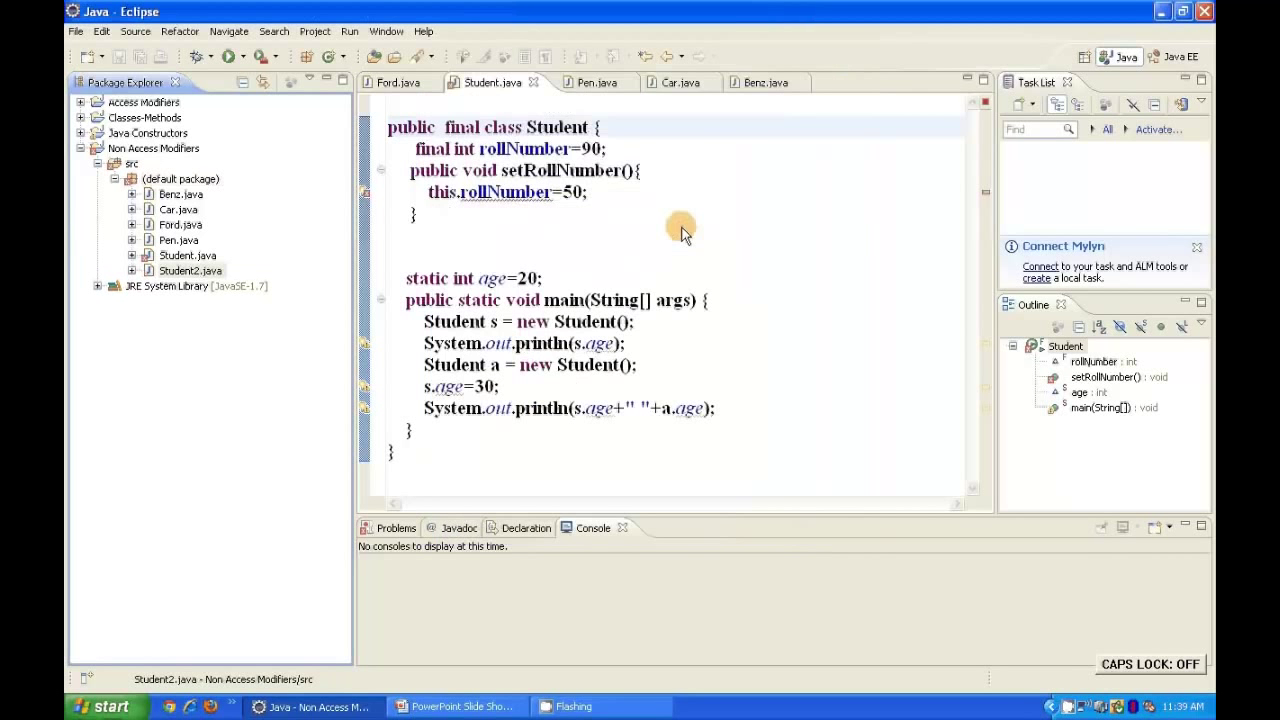 Java - Eclipse
File Edit Source Refactor Navigate Search Project Run Window Help
Java Java EE
Package Explorer
Access Modifiers
Classes-Methods
Java Constructors
Non Access Modifiers
src
(default package)
Benz.java
Car.java
Ford.java
Pen.java
Student.java
Student2.java
JRE System Library [JavaSE-1.7]
Ford.java Student.java Pen.java Car.java Benz.java
public final class Student {
final int rollNumber=90;
public void setRollNumber(){
this.rollNumber=50;
}
static int age=20;
public static void main(String[] args) {
Student s = new Student();
System.out.println(s.age);
Student a = new Student();
s.age=30;
System.out.println(s.age+" "+a.age);
}
}
Problems Javadoc Declaration Console
No consoles to display at this time.
Task List
Find All Activate...
Connect Mylyn
Connect to your task and ALM tools or
create a local task.
Outline
Student
rollNumber : int
setRollNumber() : void
age : int
main(String[]) : void
CAPS LOCK: OFF
Student2.java - Non Access Modifiers/src
start Java - Non Access M... PowerPoint Slide Sho... Flashing 11:39 AM